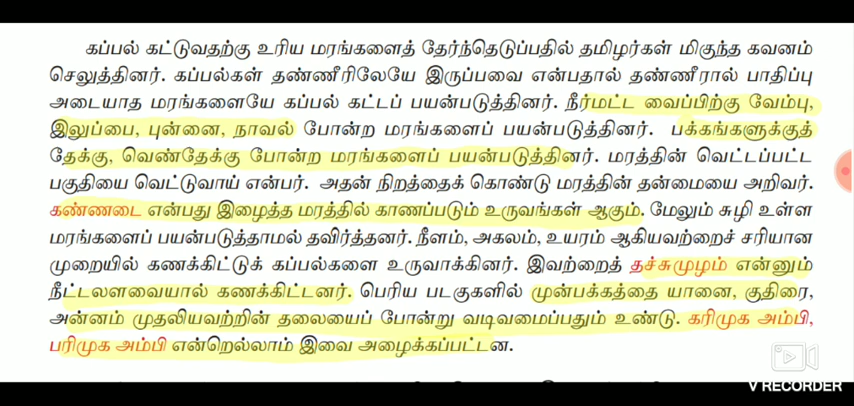 கப்பல் கட்டுவதற்கு உரிய மரங்களைத் தேர்ந்தெடுப்பதில் தமிழர்கள் மிகுந்த கவனம்
செலுத்தினர். கப்பல்கள் தண்ணீரிலேயே இருப்பவை என்பதால் தண்ணீரால் பாதிப்பு
அடையாத மரங்களையே கப்பல் கட்டப் பயன்படுத்தினர். நீர்மட்ட வைப்பிற்கு வேம்பு,
இலுப்பை, புன்னை, நாவல் போன்ற மரங்களைப் பயன்படுத்தினர். பக்கங்களுக்குத்
தேக்கு, வெண்தேக்கு போன்ற மரங்களைப் பயன்படுத்தினர். மரத்தின் வெட்டப்பட்ட
பகுதியை வெட்டுவாய் என்பர். அதன் நிறத்தைக் கொண்டு மரத்தின் தன்மையை அறிவர்.
கண்ணடை என்பது இழைத்த மரத்தில் காணப்படும் உருவங்கள் ஆகும். மேலும் சுழி உள்ள
மரங்களைப் பயன்படுத்தாமல் தவிர்த்தனர். நீளம், அகலம், உயரம் ஆகியவற்றைச் சரியான
முறையில் கணக்கிட்டுக் கப்பல்களை உருவாக்கினர். இவற்றைத் தச்சுமுழம் என்னும்
நீட்டலளவையால் கணக்கிட்டனர். பெரிய படகுகளில் முன்பக்கத்தை யானை, குதிரை,
அன்னம் முதலியவற்றின் தலையைப் போன்று வடிவமைப்பதும் உண்டு. கரிமுக அம்பி,
பரிமுக அம்பி என்றெல்லாம் இவை அழைக்கப்பட்டன.
V RECORDER